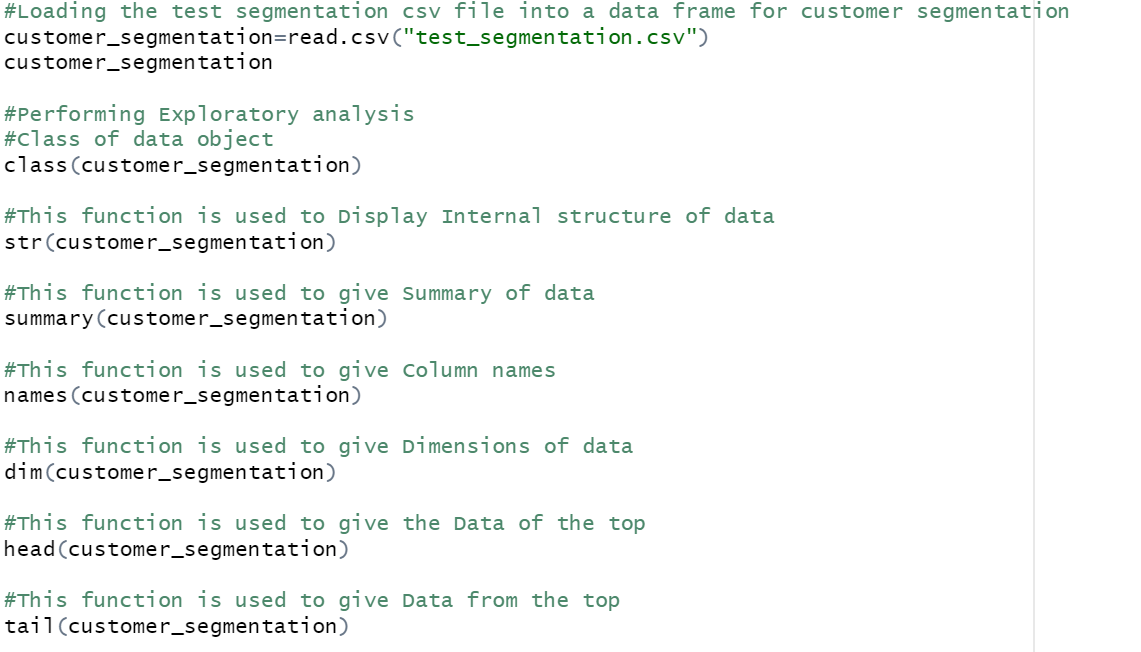 #Loading the test segmentation csv file into a data frame for customer segmentation
customer_segmentation=read.csv("test_segmentation.csv")
customer_segmentation
#Performing Exploratory analysis
#Class of data object
class(customer_segmentation)
#This function is used to Display Internal structure of data
str(customer_segmentation)
#This function is used to give Summary of data
summary(customer_segmentation)
#This function is used to give Column names
names(customer_segmentation)
#This function is used to give Dimensions of data
dim(customer_segmentation)
#This function is used to give the Data of the top
head(customer_segmentation)
#This function is used to give Data from the top
tail(customer_segmentation)